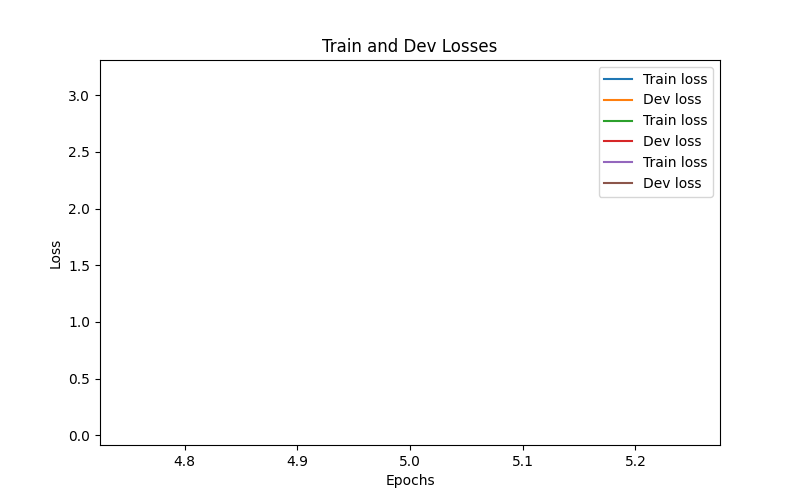 Train and Dev Losses
Train loss
Dev loss
Train loss
Dev loss
Train loss
Dev loss
3.0
2.5
2.0
1.5
1.0
0.5
0.0
Loss
4.8 4.9 5.0 5.1 5.2
Epochs